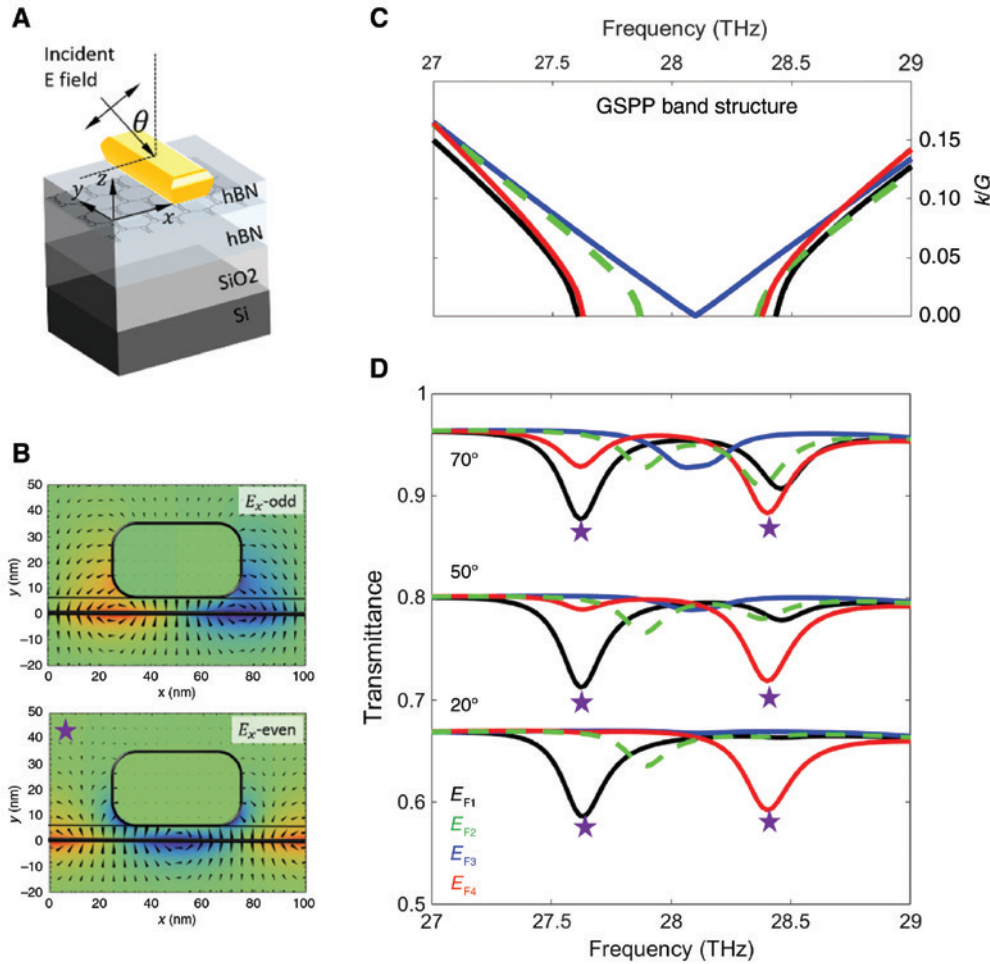 A
Incident
E field
θ
z
y
x
hBN
hBN
SiO2
Si
B
50
40
30
20
10
0
−10
−20
y (nm)
Ex-odd
0 20 40 60 80 100
x (nm)
50
40
30
20
10
0
−10
−20
y (nm)
Ex-even
0 20 40 60 80 100
x (nm)
C
Frequency (THz)
27 27.5 28 28.5 29
GSPP band structure
0.15
0.10
0.05
0.00
k/G
D
1
0.9
0.8
0.7
0.6
0.5
Transmittance
70°
50°
20°
EF1
EF2
EF3
EF4
27 27.5 28 28.5 29
Frequency (THz)